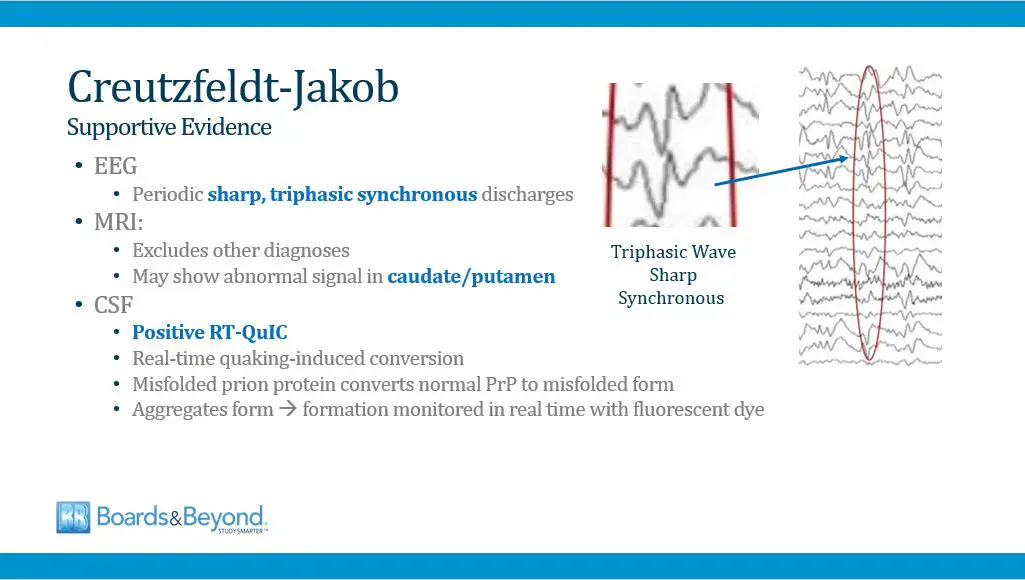 Creutzfeldt-Jakob
Supportive Evidence
• EEG
• Periodic sharp, triphasic synchronous discharges
• MRI:
• Excludes other diagnoses
• May show abnormal signal in caudate/putamen
• CSF
• Positive RT-QuIC
• Real-time quaking-induced conversion
• Misfolded prion protein converts normal PrP to misfolded form
• Aggregates form → formation monitored in real time with fluorescent dye
Triphasic Wave
Sharp
Synchronous
BB Boards&Beyond.
STUDY SMARTER™